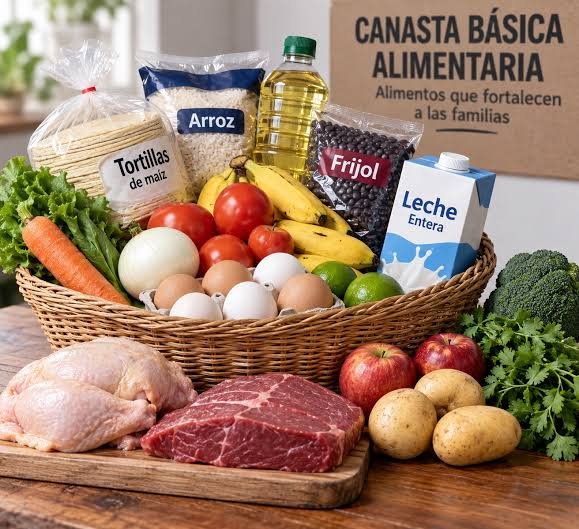 CANASTA BÁSICA
ALIMENTARIA
Alimentos que fortalecen
a las familias
Arroz
Tortillas
de maíz
Frijol
Leche
Entera